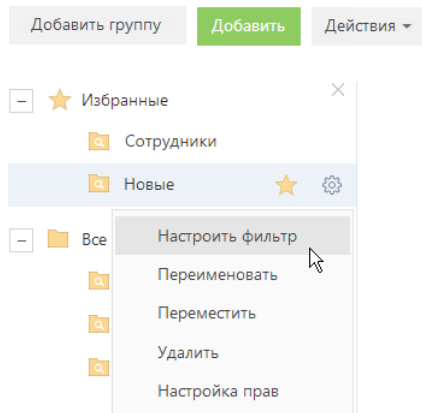 Добавить группу Добавить Действия
Избранные
Сотрудники
Новые
Все
Настроить фильтр
Переименовать
Переместить
Удалить
Настройка прав